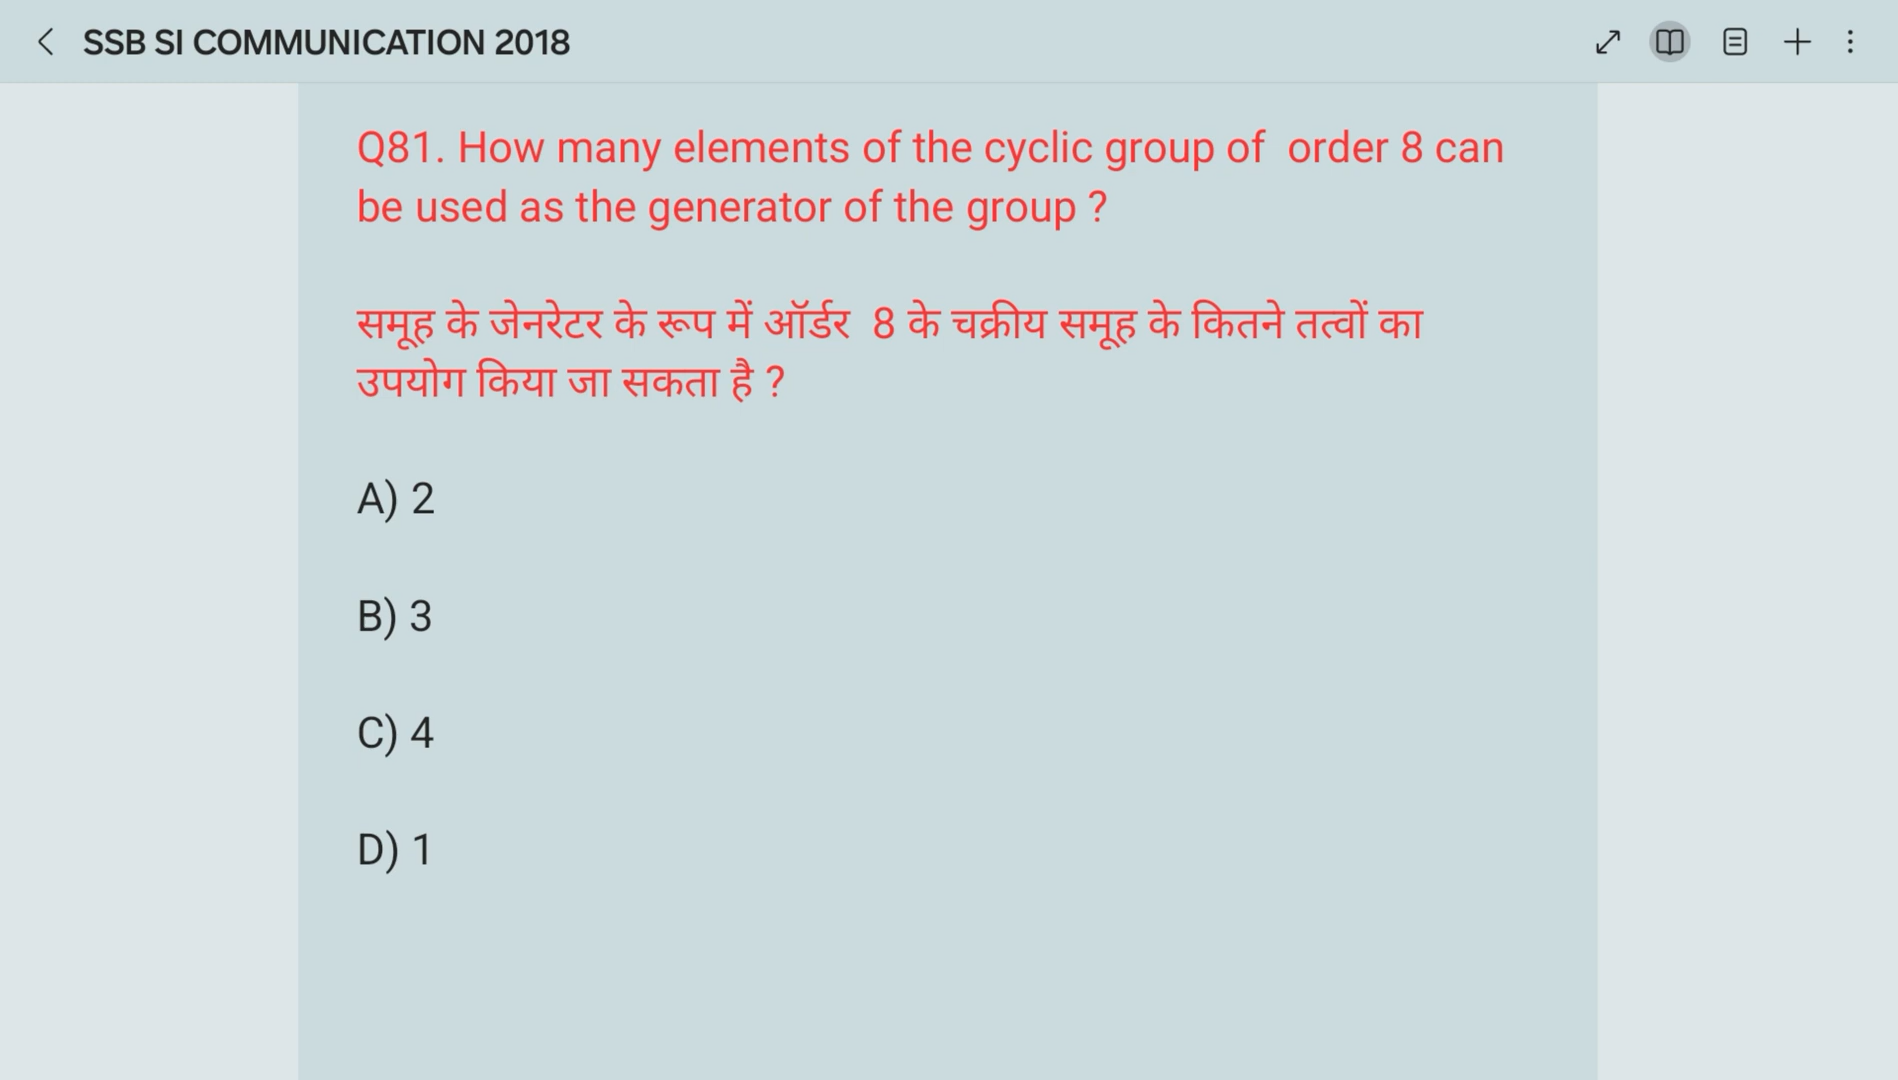 SSB SI COMMUNICATION 2018
Q81. How many elements of the cyclic group of  order 8 can
be used as the generator of the group ?
समूह के जेनरेटर के रूप में ऑर्डर  8 के चक्रीय समूह के कितने तत्वों का
उपयोग किया जा सकता है ?
A) 2
B) 3
C) 4
D) 1